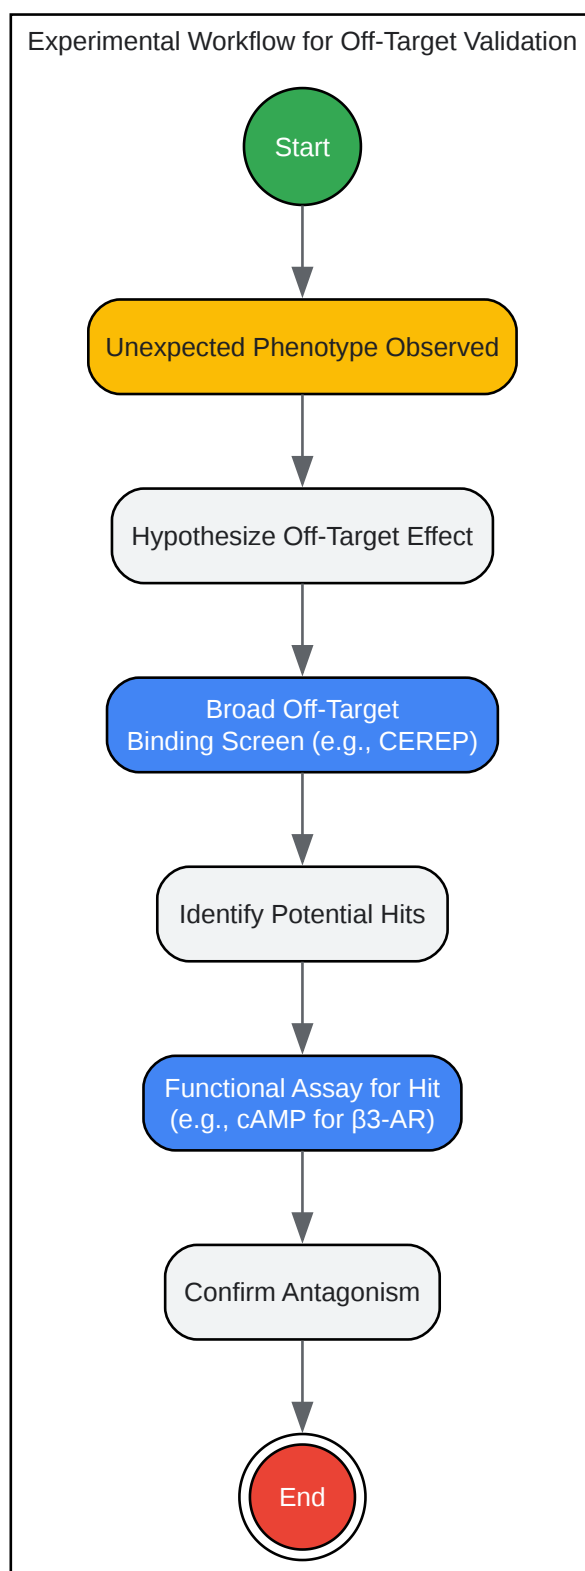 Experimental Workflow for Off-Target Validation
Start
Unexpected Phenotype Observed
Hypothesize Off-Target Effect
Broad Off-Target
Binding Screen (e.g., CEREP)
Identify Potential Hits
Functional Assay for Hit
(e.g., cAMP for β3-AR)
Confirm Antagonism
End